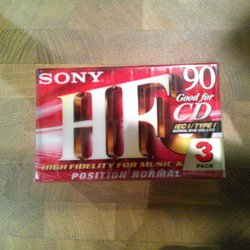 SONY
90
Good for
CD
HF
IEC I / TYPE I
HIGH FIDELITY FOR MUSIC &
3
PACK
POSITION NORMAL